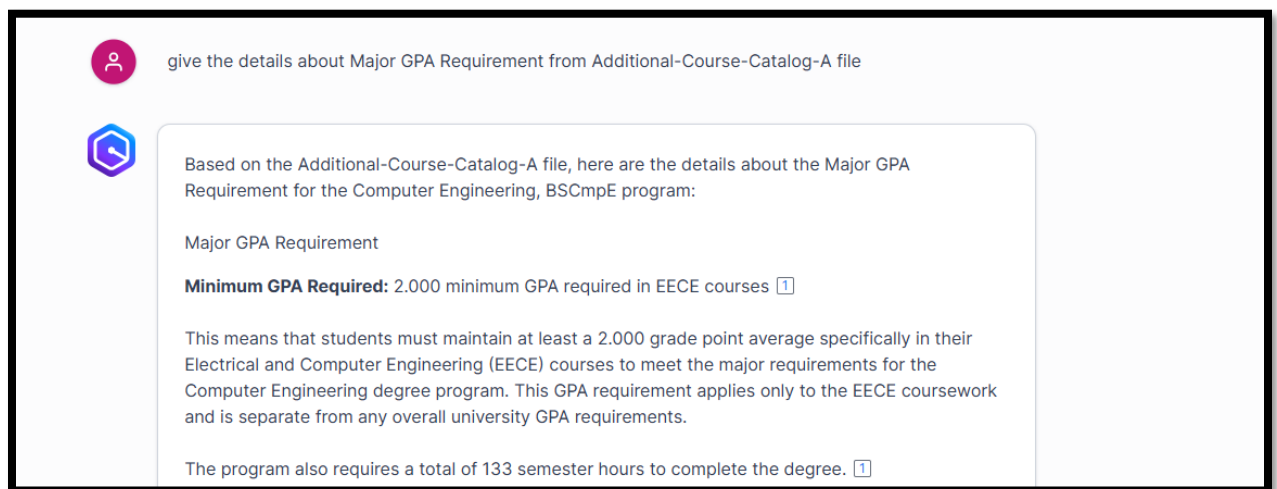 give the details about Major GPA Requirement from Additional-Course-Catalog-A file
Based on the Additional-Course-Catalog-A file, here are the details about the Major GPA
Requirement for the Computer Engineering, BSCmpE program:
Major GPA Requirement
Minimum GPA Required: 2.000 minimum GPA required in EECE courses 1
This means that students must maintain at least a 2.000 grade point average specifically in their
Electrical and Computer Engineering (EECE) courses to meet the major requirements for the
Computer Engineering degree program. This GPA requirement applies only to the EECE coursework
and is separate from any overall university GPA requirements.
The program also requires a total of 133 semester hours to complete the degree. 1